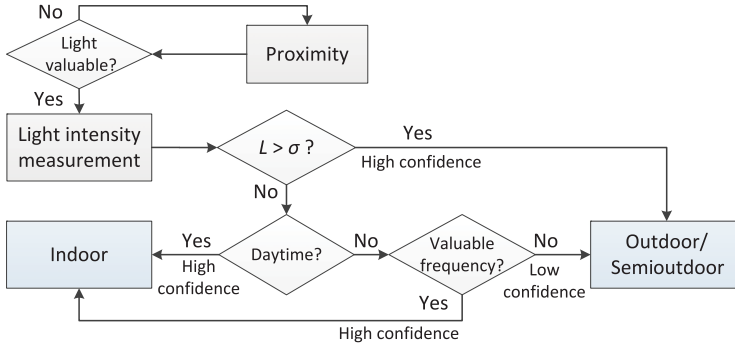 No
Light
valuable?
Proximity
Yes
Light intensity
measurement
L > σ ?
Yes
High confidence
No
Indoor
Yes
High
confidence
Daytime?
No
Valuable
frequency?
No
Low
confidence
Outdoor/
Semioutdoor
Yes
High confidence